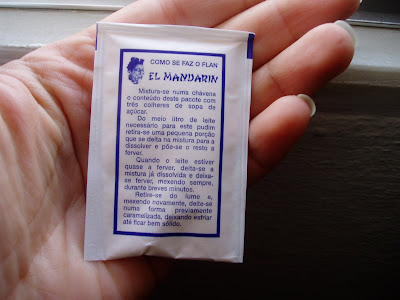 COMO SE FAZ O FLAN
EL MANDARIN
Mistura-se numa chávena
o conteúdo deste pacote com
três colheres de sopa de
açúcar.
Do meio litro de leite
necessário para este pudim
retira-se uma pequena porção
que se deita na mistura para a
dissolver e põe-se o resto a
ferver.
Quando o leite estiver
quase a ferver, deita-se a
mistura já dissolvida e deixa-
se ferver, mexendo sempre,
durante breves minutos.
Retira-se do lume e,
mexendo novamente, deita-se
numa forma previamente
caramelizada, deixando esfriar
até ficar bem sólido.